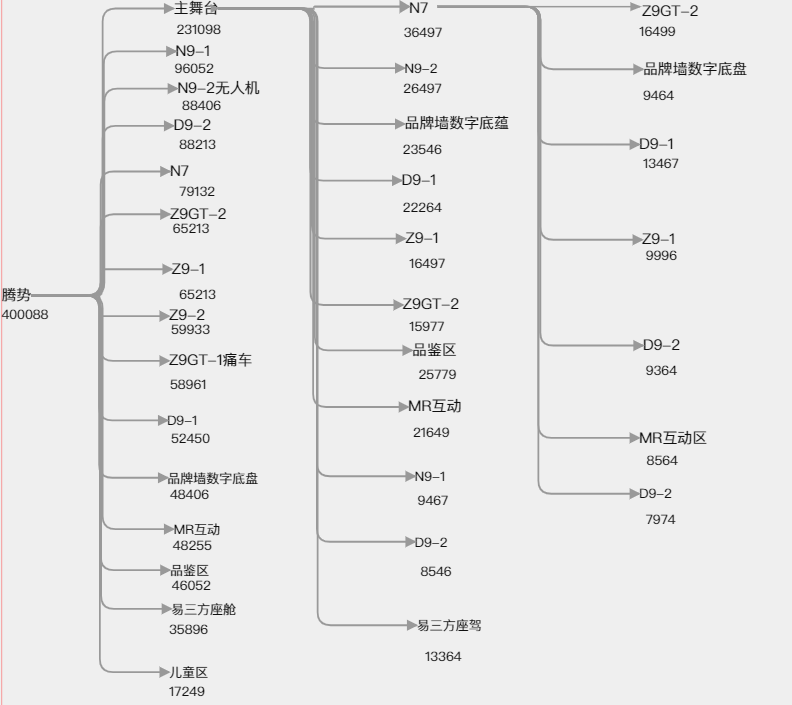 腾势
400088
主舞台
231098
N9-1
96052
N9-2无人机
88406
D9-2
88213
N7
79132
Z9GT-2
65213
Z9-1
65213
Z9-2
59933
Z9GT-1痛车
58961
D9-1
52450
品牌墙数字底盘
48406
MR互动
48255
品鉴区
46052
易三方座舱
35896
儿童区
17249
N7
36497
N9-2
26497
品牌墙数字底蕴
23546
D9-1
22264
Z9-1
16497
Z9GT-2
15977
品鉴区
25779
MR互动
21649
N9-1
9467
D9-2
8546
易三方座驾
13364
Z9GT-2
16499
品牌墙数字底盘
9464
D9-1
13467
Z9-1
9996
D9-2
9364
MR互动区
8564
D9-2
7974